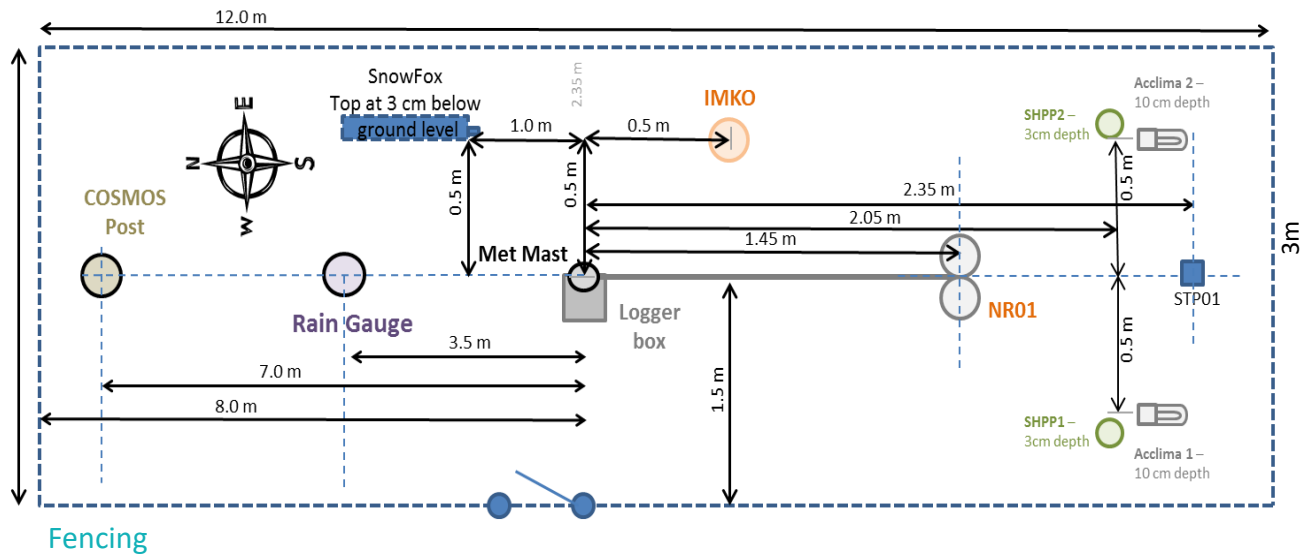 12.0 m
SnowFox
Top at 3 cm below
ground level
2.35 m
IMKO
Acclima 2 –
10 cm depth
SHPP2 –
3cm depth
E
N
S
W
1.0 m
0.5 m
0.5 m
0.5 m
0.5 m
2.35 m
2.05 m
1.45 m
COSMOS
Post
Met Mast
3m
STP01
Rain Gauge
Logger
box
NR01
3.5 m
7.0 m
8.0 m
1.5 m
0.5 m
SHPP1 –
3cm depth
Acclima 1 –
10 cm depth
Fencing